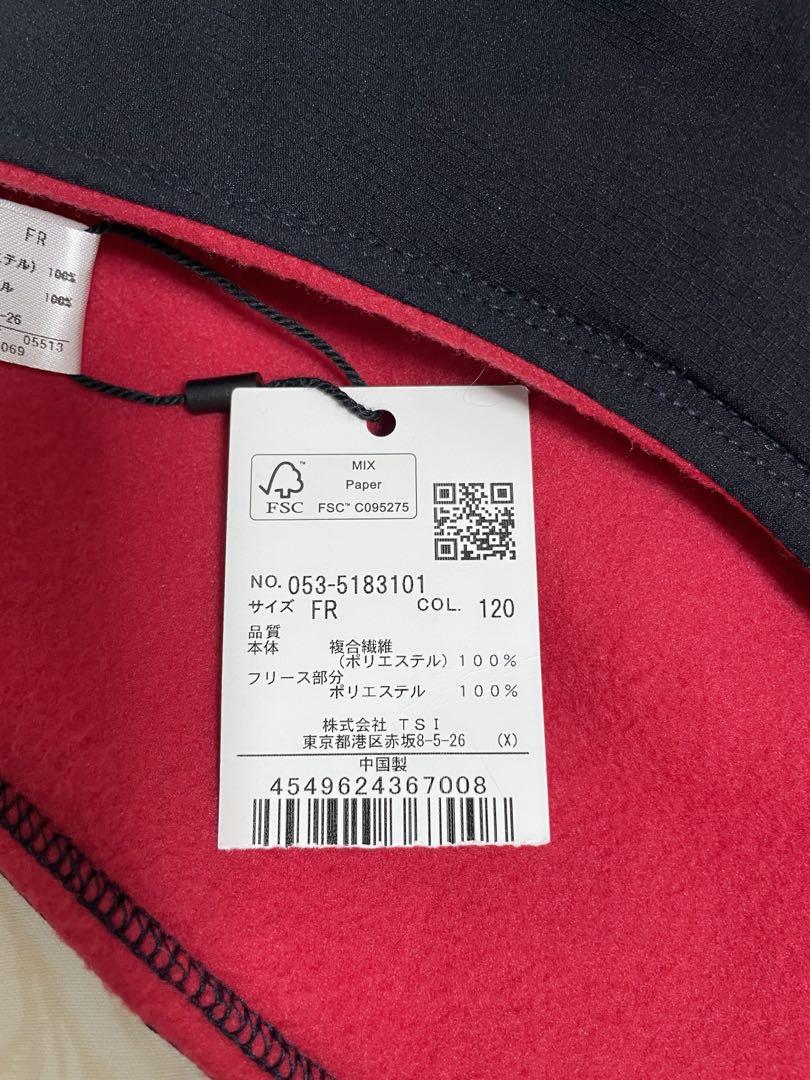 FR
テル) 100%
ル 100%
-26
05513
069
MIX
Paper
FSC™ C095275
FSC
NO. 053-5183101
サイズ FR COL. 120
品質
本体 複合繊維
(ポリエステル) 100%
フリース部分
ポリエステル 100%
株式会社 TSI
東京都港区赤坂8-5-26 (X)
中国製
4549624367008